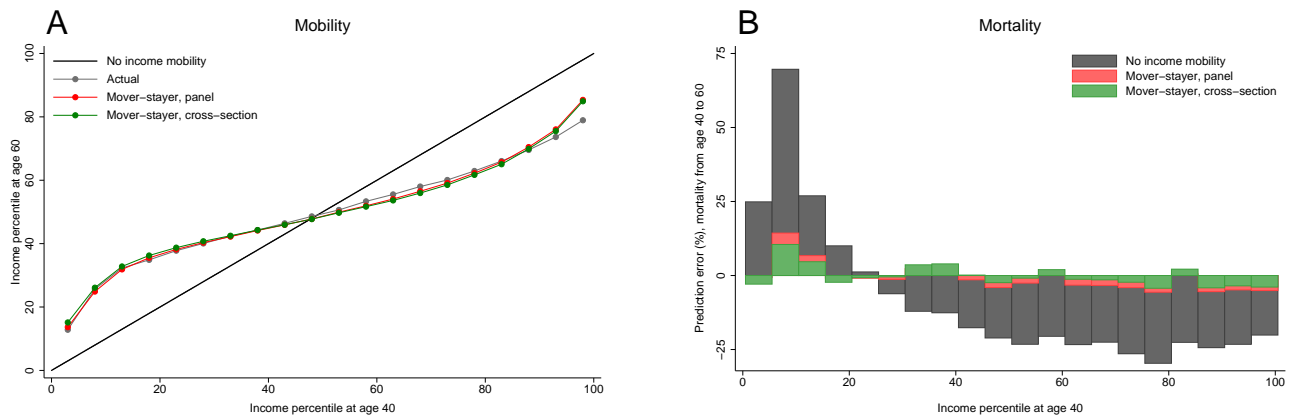 A
Mobility
Income percentile at age 60
100
80
60
40
20
0
No income mobility
Actual
Mover−stayer, panel
Mover−stayer, cross−section
0 20 40 60 80 100
Income percentile at age 40
B
Mortality
Prediction error (%), mortality from age 40 to 60
75
50
25
0
−25
No income mobility
Mover−stayer, panel
Mover−stayer, cross−section
0 20 40 60 80 100
Income percentile at age 40